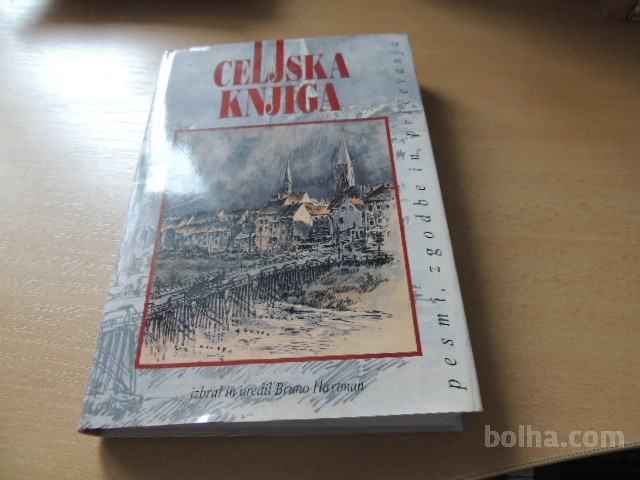 CELJSKA
KNJIGA
pesmi, zgodbe in pričevanja
izbral in uredil Bruno Hartman
bolha.com